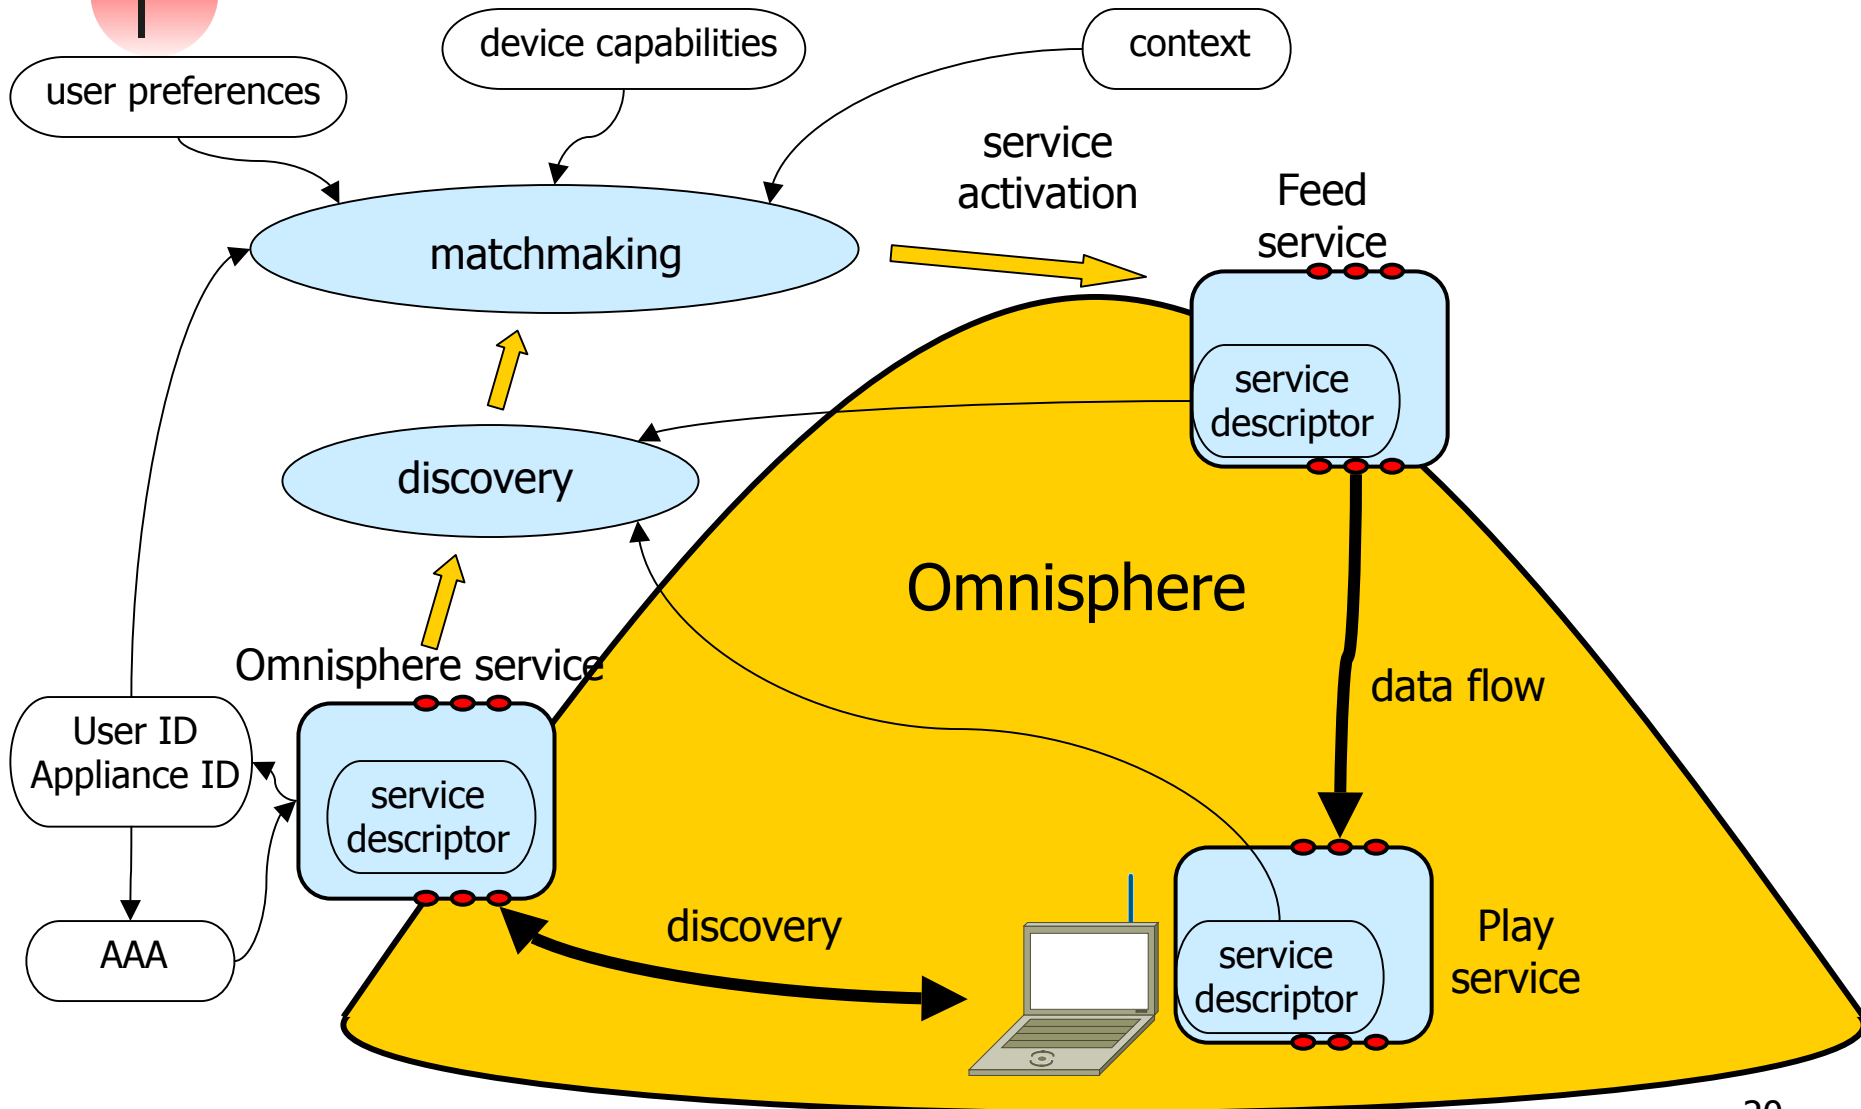 device capabilities
context
user preferences
service
activation
Feed
service
matchmaking
service
descriptor
discovery
Omnisphere
Omnisphere service
data flow
User ID
Appliance ID
service
descriptor
discovery
Play
service
AAA
service
descriptor